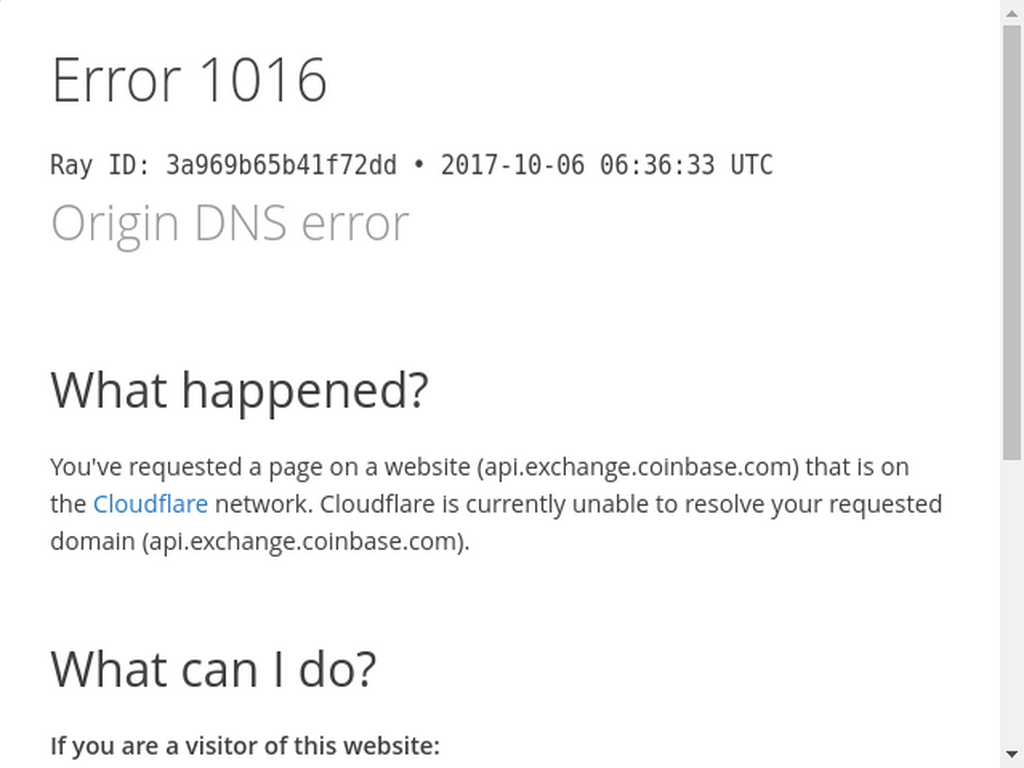 Error 1016
Ray ID: 3a969b65b41f72dd • 2017-10-06 06:36:33 UTC
Origin DNS error
What happened?
You've requested a page on a website (api.exchange.coinbase.com) that is on
the Cloudflare network. Cloudflare is currently unable to resolve your requested
domain (api.exchange.coinbase.com).
What can I do?
If you are a visitor of this website: